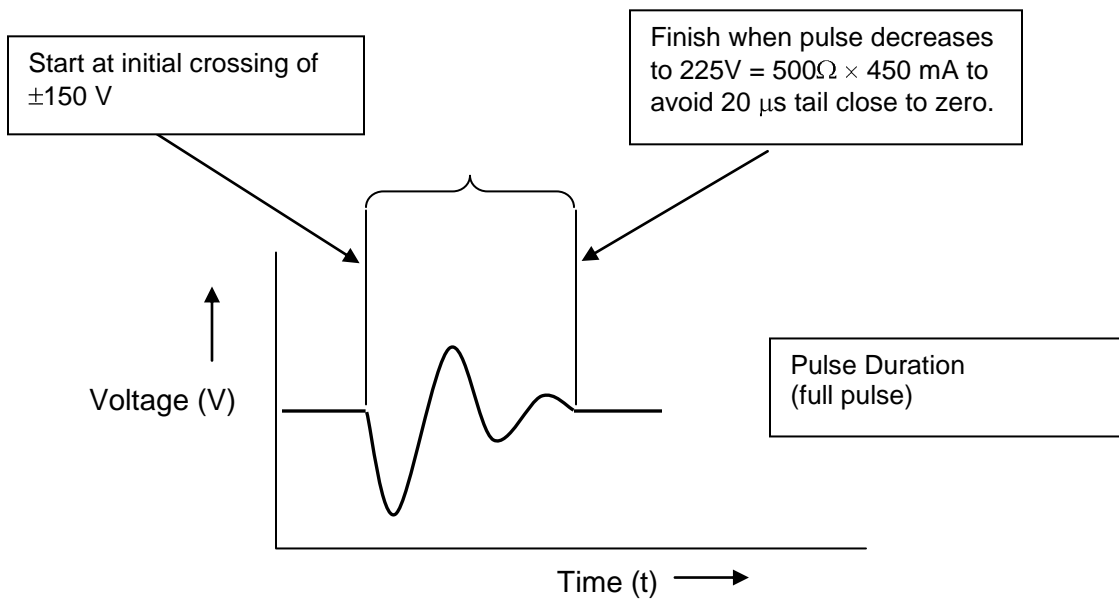 Start at initial crossing of
±150 V
Finish when pulse decreases
to 225V = 500Ω × 450 mA to
avoid 20 μs tail close to zero.
Voltage (V)
Pulse Duration
(full pulse)
Time (t)